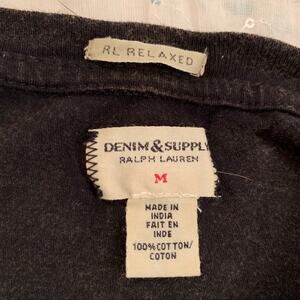 RL RELAXED
DENIM&SUPPLY
RALPH LAUREN
M
MADE IN
INDIA
FAIT EN
INDE
100% COTTON/
COTON